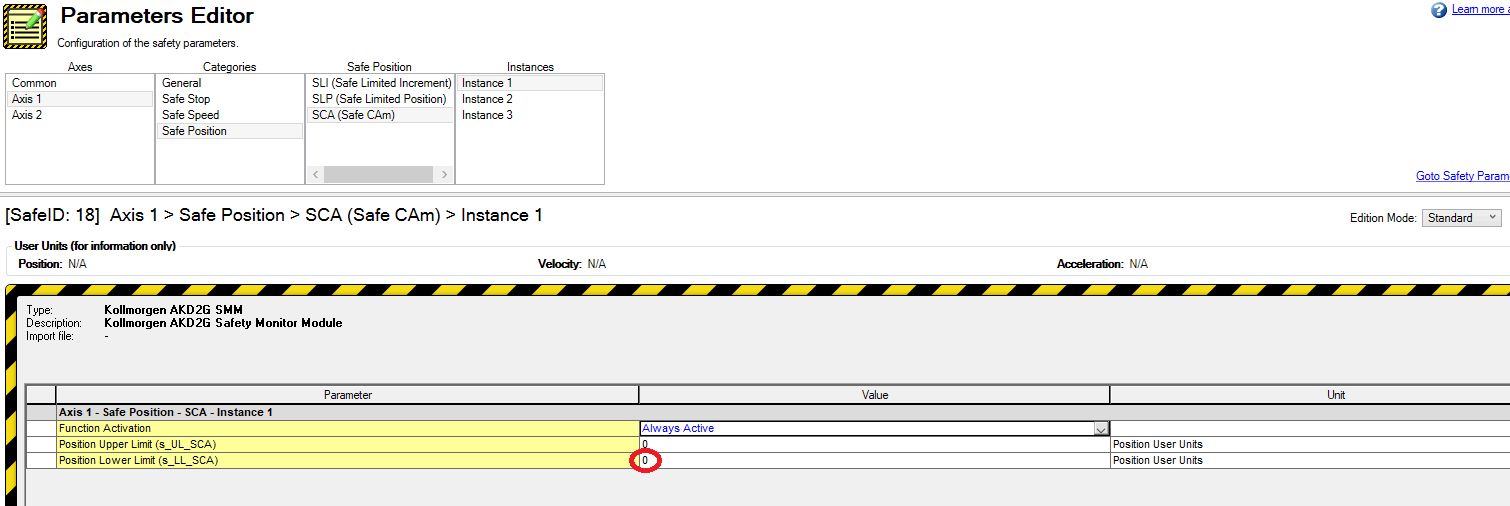 Parameters Editor
Learn more a
Configuration of the safety parameters.
Axes Categories Safe Position Instances
Common General SLI (Safe Limited Increment) Instance 1
Axis 1 Safe Stop SLP (Safe Limited Position) Instance 2
Axis 2 Safe Speed SCA (Safe CAm) Instance 3
Safe Position
Goto Safety Param
[SafeID: 18] Axis 1 > Safe Position > SCA (Safe CAm) > Instance 1
Edition Mode: Standard
User Units (for information only)
Position: N/A Velocity: N/A Acceleration: N/A
Type: Kollmorgen AKD2G SMM
Description: Kollmorgen AKD2G Safety Monitor Module
Import file: -
Parameter Value Unit
Axis 1 - Safe Position - SCA - Instance 1
Function Activation Always Active
Position Upper Limit (s_UL_SCA) 0 Position User Units
Position Lower Limit (s_LL_SCA) 0 Position User Units